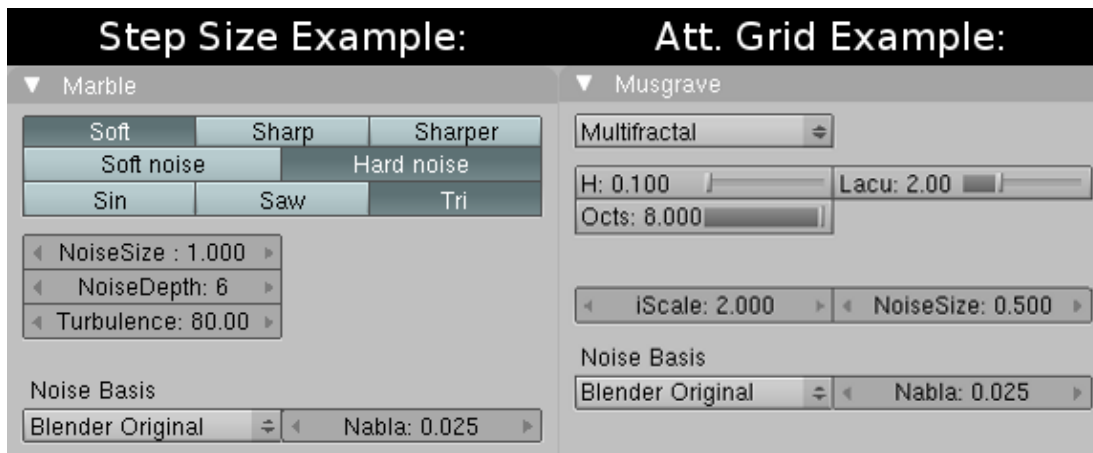 Step Size Example:
Marble
Soft Sharp Sharper
Soft noise Hard noise
Sin Saw Tri
NoiseSize : 1.000
NoiseDepth: 6
Turbulence: 80.00
Noise Basis
Blender Original Nabla: 0.025
Att. Grid Example:
Musgrave
Multifractal
H: 0.100 Lacu: 2.00
Octs: 8.000
iScale: 2.000 NoiseSize: 0.500
Noise Basis
Blender Original Nabla: 0.025